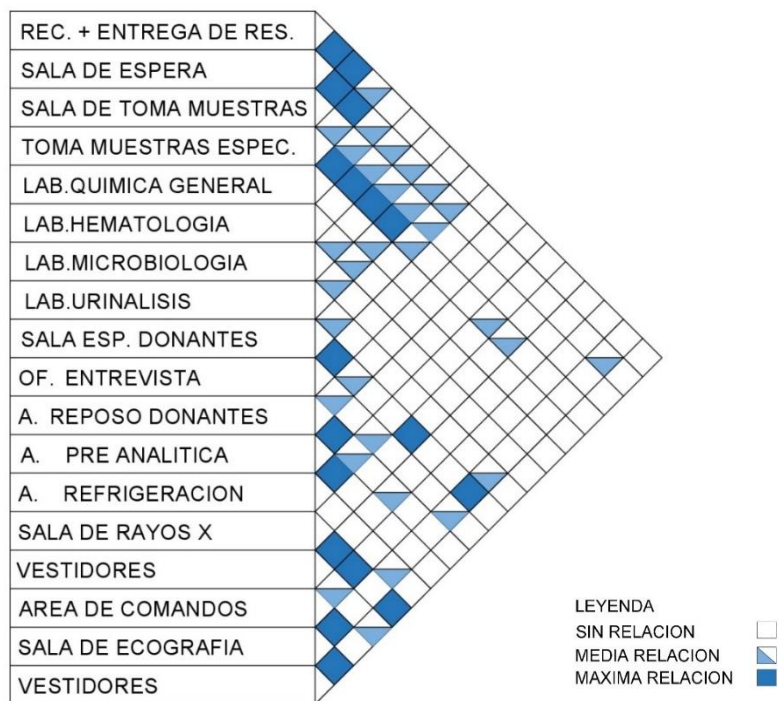 REC. + ENTREGA DE RES.
SALA DE ESPERA
SALA DE TOMA MUESTRAS
TOMA MUESTRAS ESPEC.
LAB.QUIMICA GENERAL
LAB.HEMATOLOGIA
LAB.MICROBIOLOGIA
LAB.URINALISIS
SALA ESP. DONANTES
OF. ENTREVISTA
A. REPOSO DONANTES
A. PRE ANALITICA
A. REFRIGERACION
SALA DE RAYOS X
VESTIDORES
AREA DE COMANDOS
SALA DE ECOGRAFIA
VESTIDORES
LEYENDA
SIN RELACION
MEDIA RELACION
MAXIMA RELACION